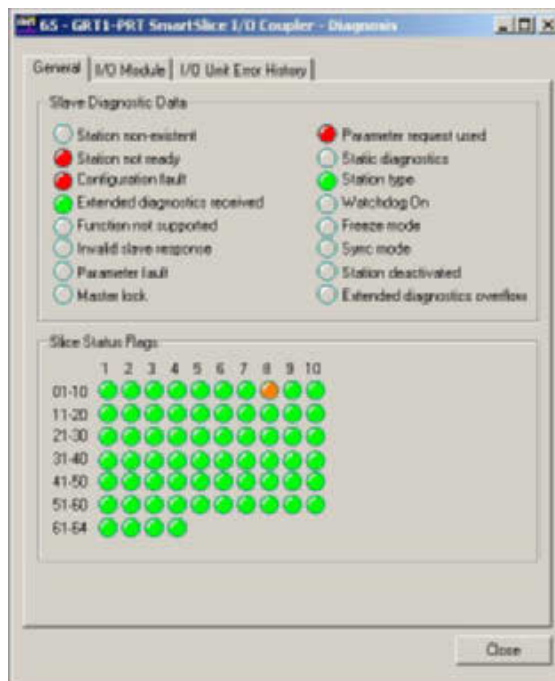 65 - GRT1-PRT SmartSlice I/O Coupler - Diagnosis
General I/O Module I/O Unit Error History
Slave Diagnostic Data
Station non-existent
Station not ready
Configuration fault
Extended diagnostics received
Function not supported
Invalid slave response
Parameter fault
Master lock
Parameter request used
Static diagnostics
Station type
Watchdog On
Freeze mode
Sync mode
Station deactivated
Extended diagnostics overflow
Slice Status Flags
1 2 3 4 5 6 7 8 9 10
01-10
11-20
21-30
31-40
41-50
51-60
61-64
Close